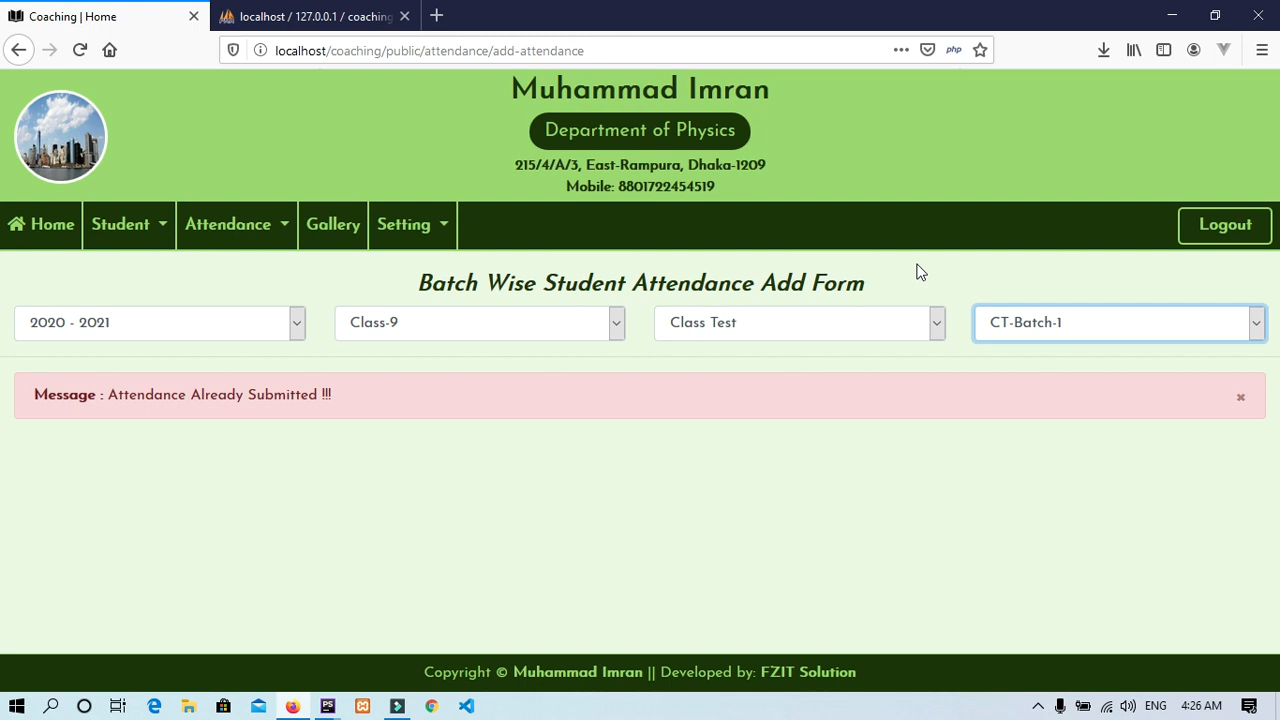 Coaching | Home
localhost / 127.0.0.1 / coaching
localhost/coaching/public/attendance/add-attendance
php
Muhammad Imran
Department of Physics
215/4/A/3, East-Rampura, Dhaka-1209
Mobile: 8801722454519
Home
Student
Attendance
Gallery
Setting
Logout
Batch Wise Student Attendance Add Form
2020 - 2021
Class-9
Class Test
CT-Batch-1
Message : Attendance Already Submitted !!!
Copyright © Muhammad Imran || Developed by: FZIT Solution
PS
ENG
4:26 AM